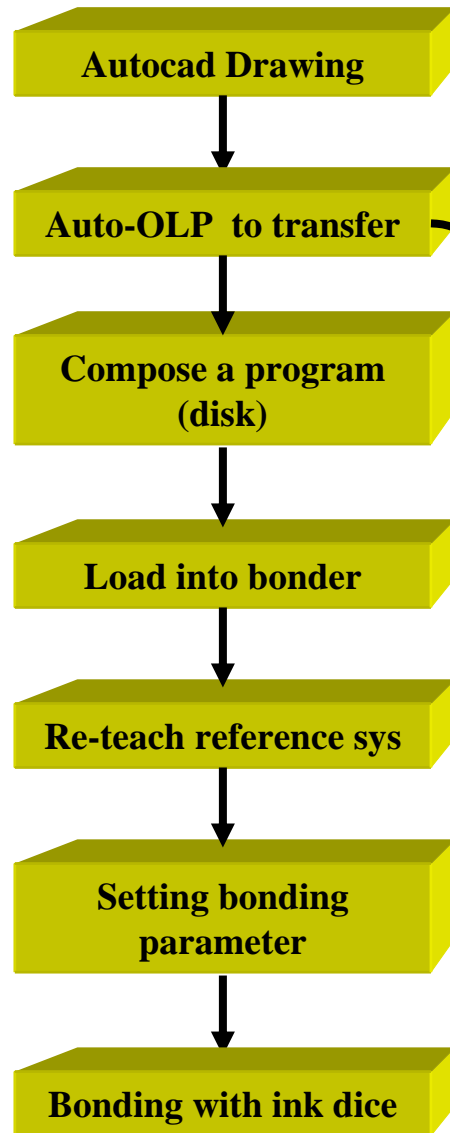 Autocad Drawing
Auto-OLP to transfer
Compose a program
(disk)
Load into bonder
Re-teach reference sys
Setting bonding
parameter
Bonding with ink dice